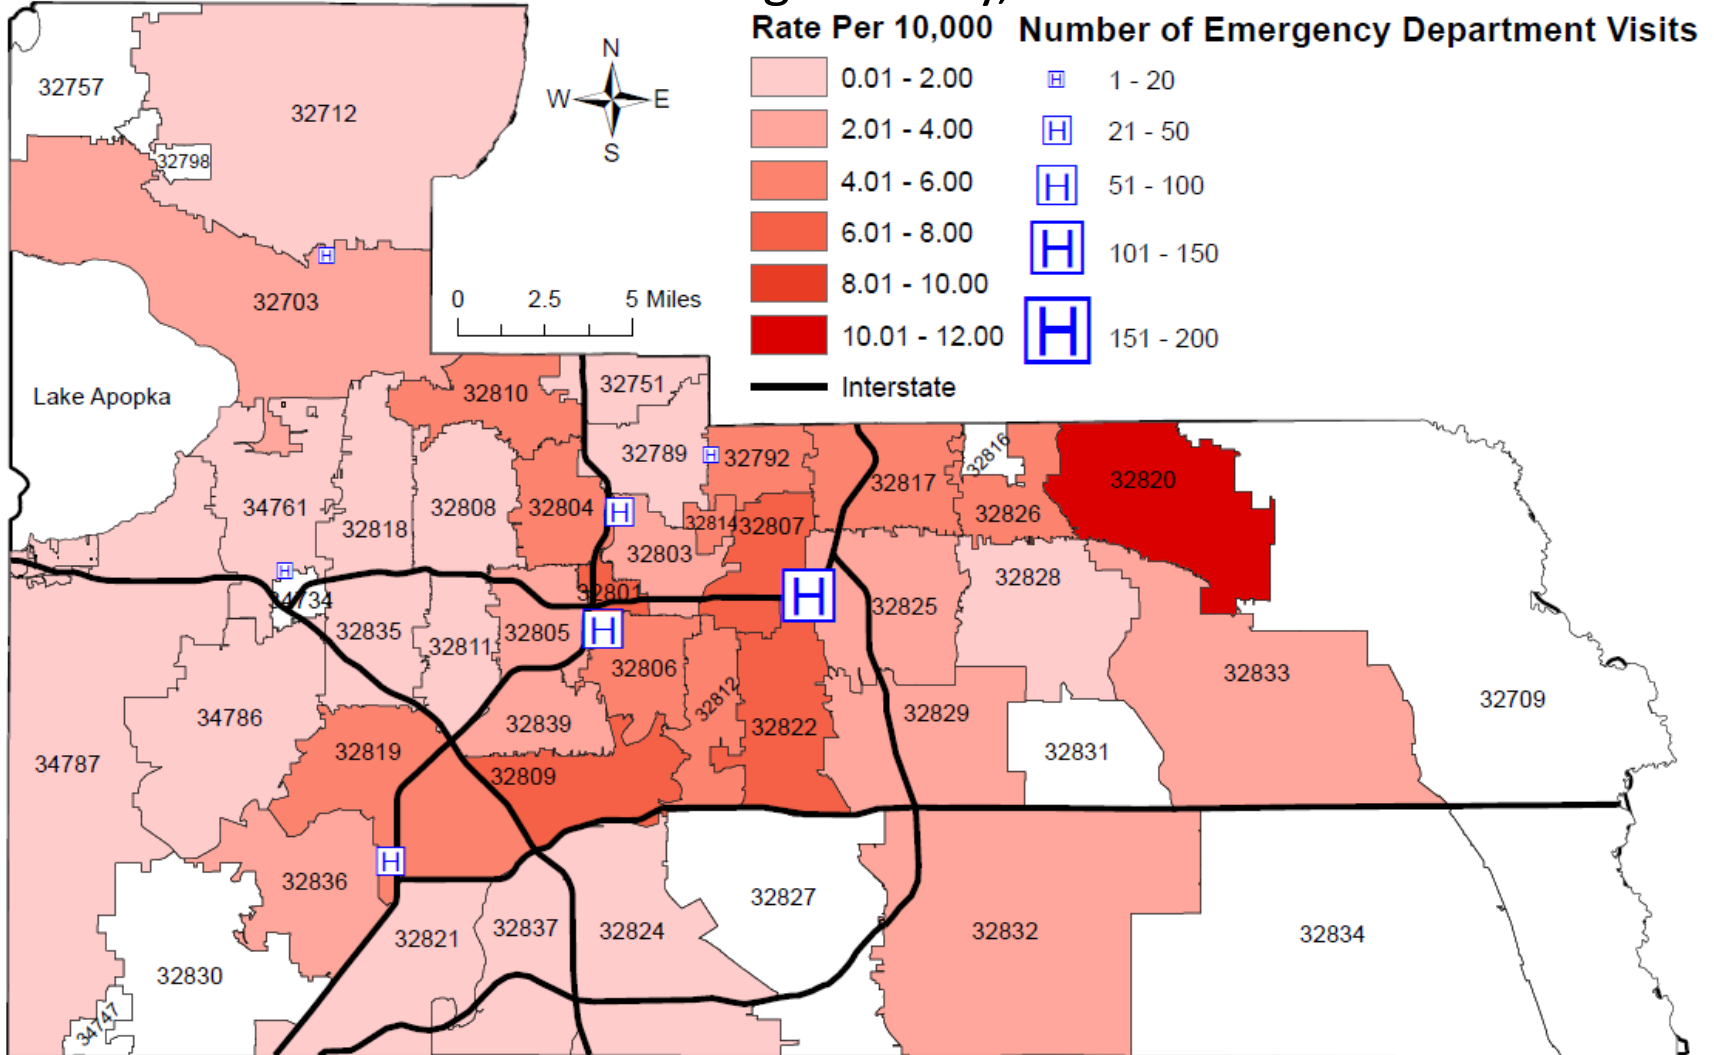 Rate Per 10,000
0.01 - 2.00
2.01 - 4.00
4.01 - 6.00
6.01 - 8.00
8.01 - 10.00
10.01 - 12.00
Interstate
Number of Emergency Department Visits
H 1 - 20
H 21 - 50
H 51 - 100
H 101 - 150
H 151 - 200
N
W E
S
0 2.5 5 Miles
32757
32712
32798
H
32703
Lake Apopka
32810
32751
32789
H
32792
32817
32816
32820
34761
32818
32808
32804
H
32814
32807
32826
32803
H
34734
32801
H
32825
32828
32835
32811
32805
H
32806
32812
32833
32709
34786
32839
32822
32829
32831
32819
34787
32809
H
32836
32827
32821
32837
32824
32832
32834
32830
34747